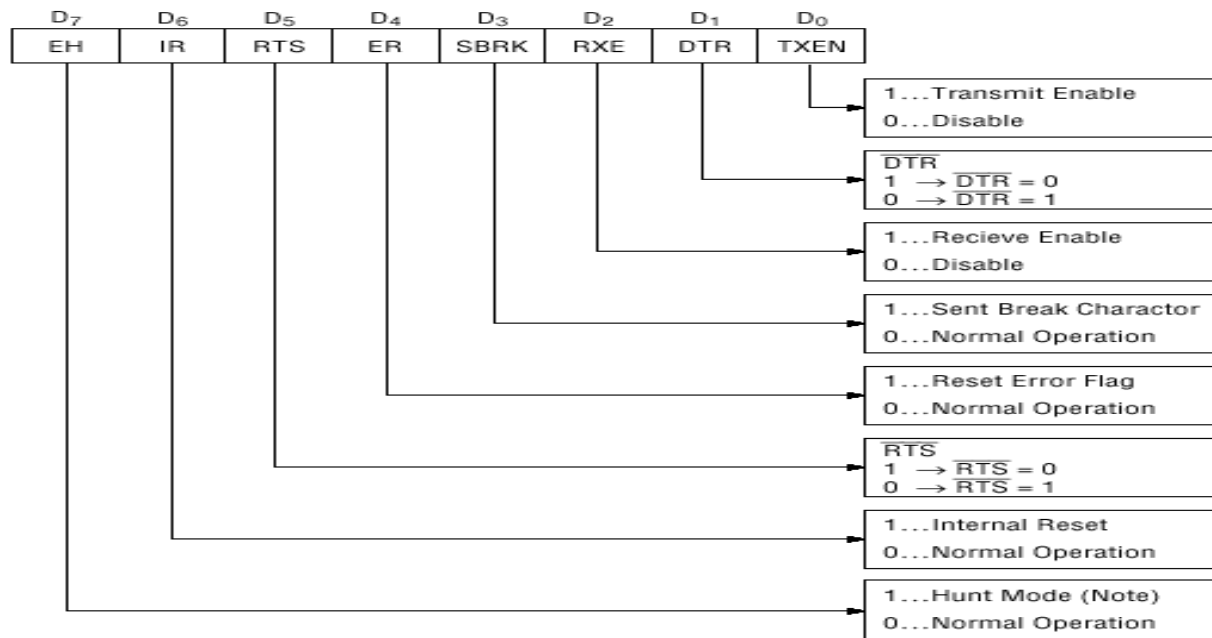 D7 D6 D5 D4 D3 D2 D1 D0
EH IR RTS ER SBRK RXE DTR TXEN
1...Transmit Enable
0...Disable
DTR
1 → DTR = 0
0 → DTR = 1
1...Recieve Enable
0...Disable
1...Sent Break Charactor
0...Normal Operation
1...Reset Error Flag
0...Normal Operation
RTS
1 → RTS = 0
0 → RTS = 1
1...Internal Reset
0...Normal Operation
1...Hunt Mode (Note)
0...Normal Operation